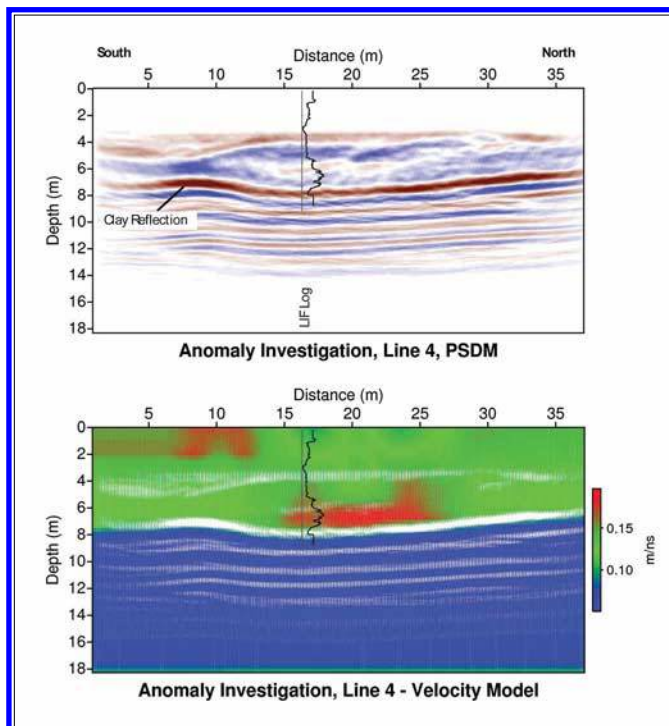 South
Distance (m)
North
5 10 15 20 25 30 35
0
2
4
6
8
10
12
14
16
18
Depth (m)
Clay Reflection
LIF Log
Anomaly Investigation, Line 4, PSDM
Distance (m)
5 10 15 20 25 30 35
0
2
4
6
8
10
12
14
16
18
Depth (m)
0.15
0.10
m/ns
Anomaly Investigation, Line 4 - Velocity Model